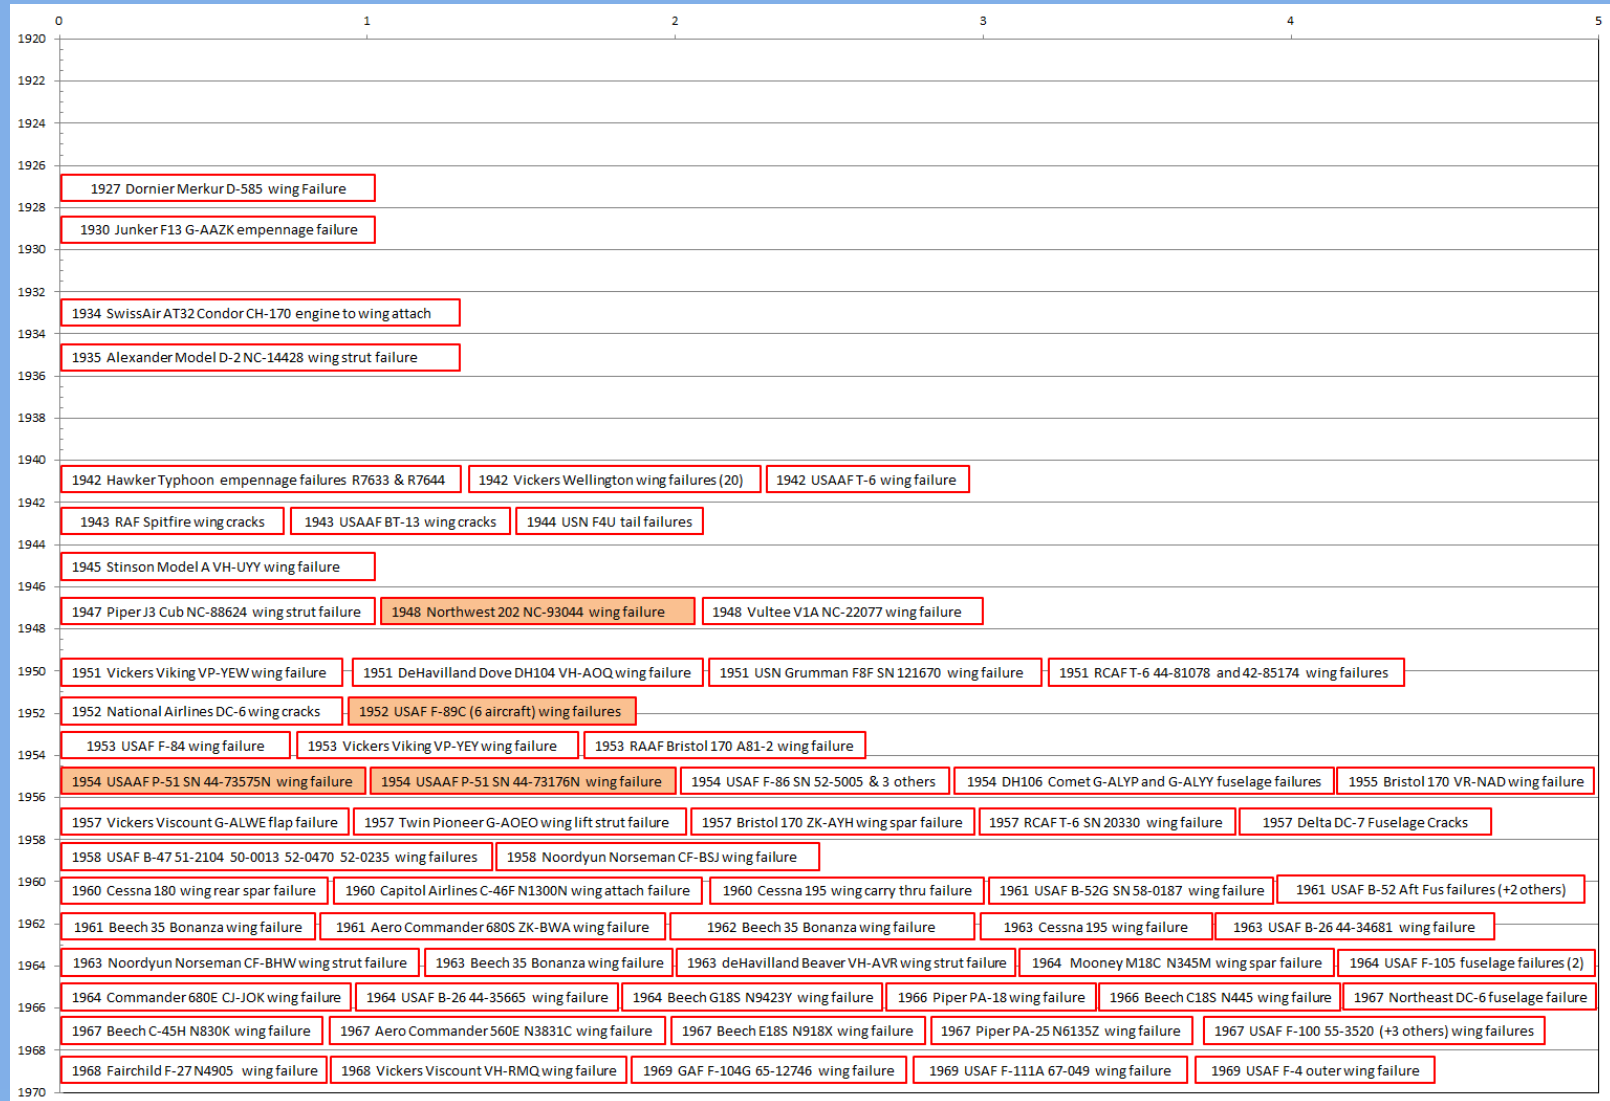 0 1 2 3 4 5
1920
1922
1924
1926
1927 Dornier Merkur D-585 wing Failure
1928
1930 Junker F13 G-AAZK empennage failure
1930
1932
1934 SwissAir AT32 Condor CH-170 engine to wing attach
1934
1935 Alexander Model D-2 NC-14428 wing strut failure
1936
1938
1940
1942 Hawker Typhoon empennage failures R7633 & R7644 1942 Vickers Wellington wing failures (20) 1942 USAAF T-6 wing failure
1942
1943 RAF Spitfire wing cracks 1943 USAAF BT-13 wing cracks 1944 USN F4U tail failures
1944
1945 Stinson Model A VH-UYY wing failure
1946
1947 Piper J3 Cub NC-88624 wing strut failure 1948 Northwest 202 NC-93044 wing failure 1948 Vultee V1A NC-22077 wing failure
1948
1950
1951 Vickers Viking VP-YEW wing failure 1951 DeHavilland Dove DH104 VH-AOQ wing failure 1951 USN Grumman F8F SN 121670 wing failure 1951 RCAF T-6 44-81078 and 42-85174 wing failures
1952
1952 National Airlines DC-6 wing cracks 1952 USAF F-89C (6 aircraft) wing failures
1953 USAF F-84 wing failure 1953 Vickers Viking VP-YEY wing failure 1953 RAAF Bristol 170 A81-2 wing failure
1954
1954 USAAF P-51 SN 44-73575N wing failure 1954 USAAF P-51 SN 44-73176N wing failure 1954 USAF F-86 SN 52-5005 & 3 others 1954 DH106 Comet G-ALYP and G-ALYY fuselage failures 1955 Bristol 170 VR-NAD wing failure
1956
1957 Vickers Viscount G-ALWE flap failure 1957 Twin Pioneer G-AOEO wing lift strut failure 1957 Bristol 170 ZK-AYH wing spar failure 1957 RCAF T-6 SN 20330 wing failure 1957 Delta DC-7 Fuselage Cracks
1958
1958 USAF B-47 51-2104 50-0013 52-0470 52-0235 wing failures 1958 Noordyun Norseman CF-BSJ wing failure
1960
1960 Cessna 180 wing rear spar failure 1960 Capitol Airlines C-46F N1300N wing attach failure 1960 Cessna 195 wing carry thru failure 1961 USAF B-52G SN 58-0187 wing failure 1961 USAF B-52 Aft Fus failures (+2 others)
1962
1961 Beech 35 Bonanza wing failure 1961 Aero Commander 680S ZK-BWA wing failure 1962 Beech 35 Bonanza wing failure 1963 Cessna 195 wing failure 1963 USAF B-26 44-34681 wing failure
1963 Noordyun Norseman CF-BHW wing strut failure 1963 Beech 35 Bonanza wing failure 1963 deHavilland Beaver VH-AVR wing strut failure 1964 Mooney M18C N345M wing spar failure 1964 USAF F-105 fuselage failures (2)
1964
1964 Commander 680E CJ-JOK wing failure 1964 USAF B-26 44-35665 wing failure 1964 Beech G18S N9423Y wing failure 1966 Piper PA-18 wing failure 1966 Beech C18S N445 wing failure 1967 Northeast DC-6 fuselage failure
1966
1967 Beech C-45H N830K wing failure 1967 Aero Commander 560E N3831C wing failure 1967 Beech E18S N918X wing failure 1967 Piper PA-25 N6135Z wing failure 1967 USAF F-100 55-3520 (+3 others) wing failures
1968
1968 Fairchild F-27 N4905 wing failure 1968 Vickers Viscount VH-RMQ wing failure 1969 GAF F-104G 65-12746 wing failure 1969 USAF F-111A 67-049 wing failure 1969 USAF F-4 outer wing failure
1970